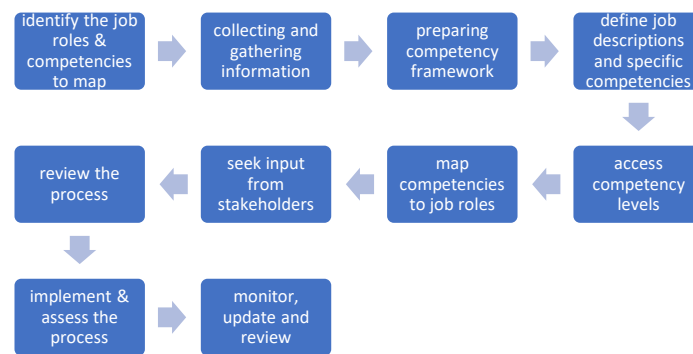 identify the job
roles &
competencies
to map
collecting and
gathering
information
preparing
competency
framework
define job
descriptions
and specific
competencies
access
competency
levels
map
competencies
to job roles
seek input
from
stakeholders
review the
process
implement &
assess the
process
monitor,
update and
review